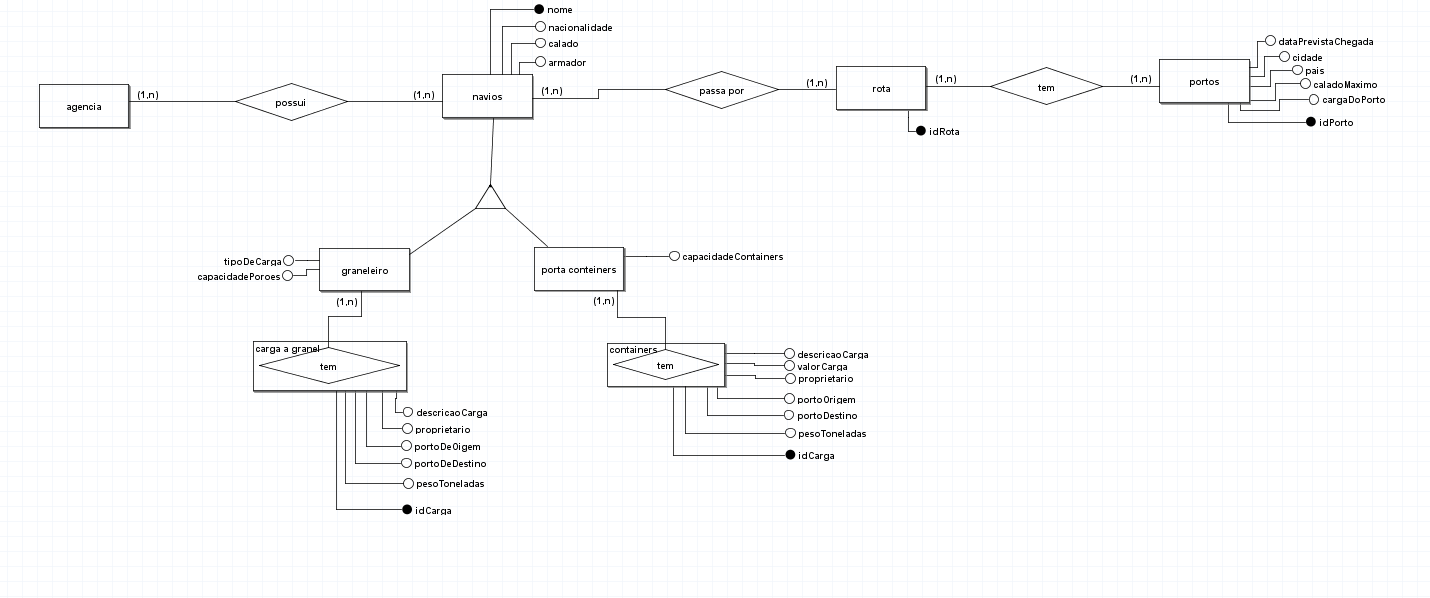 nome
nacionalidade
calado
armador
agencia
(1,n)
possui
(1,n)
navios
(1,n)
passa por
(1,n)
rota
idRota
(1,n)
tem
(1,n)
portos
dataPrevistaChegada
cidade
pais
caladoMaximo
cargaDoPorto
idPorto
tipoDeCarga
capacidadePoroes
graneleiro
(1,n)
porta conteiners
capacidadeContainers
(1,n)
carga a granel
tem
descricaoCarga
proprietario
portoDeOigem
portoDeDestino
pesoToneladas
idCarga
containers
tem
descricaoCarga
valorCarga
proprietario
portoOrigem
portoDestino
pesoToneladas
idCarga